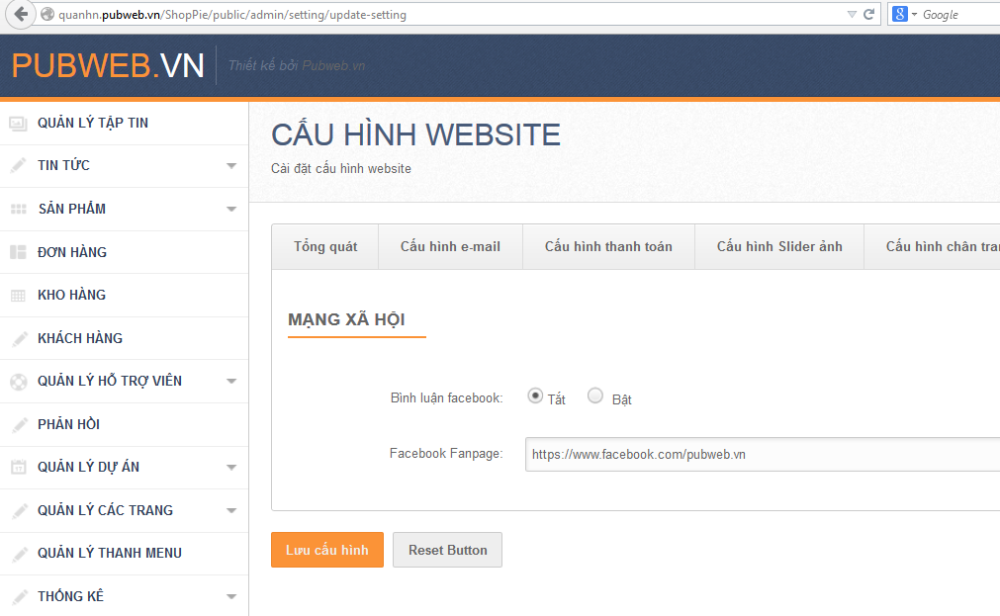 quanhn.pubweb.vn/ShopPie/public/admin/setting/update-setting
Google
PUBWEB.VN
Thiết kế bởi Pubweb.vn
QUẢN LÝ TẬP TIN
TIN TỨC
SẢN PHẨM
ĐƠN HÀNG
KHO HÀNG
KHÁCH HÀNG
QUẢN LÝ HỖ TRỢ VIÊN
PHẢN HỒI
QUẢN LÝ DỰ ÁN
QUẢN LÝ CÁC TRANG
QUẢN LÝ THANH MENU
THỐNG KÊ
CẤU HÌNH WEBSITE
Cài đặt cấu hình website
Tổng quát
Cấu hình e-mail
Cấu hình thanh toán
Cấu hình Slider ảnh
Cấu hình chân tra
MẠNG XÃ HỘI
Bình luận facebook: Tắt Bật
Facebook Fanpage: https://www.facebook.com/pubweb.vn
Lưu cấu hình
Reset Button